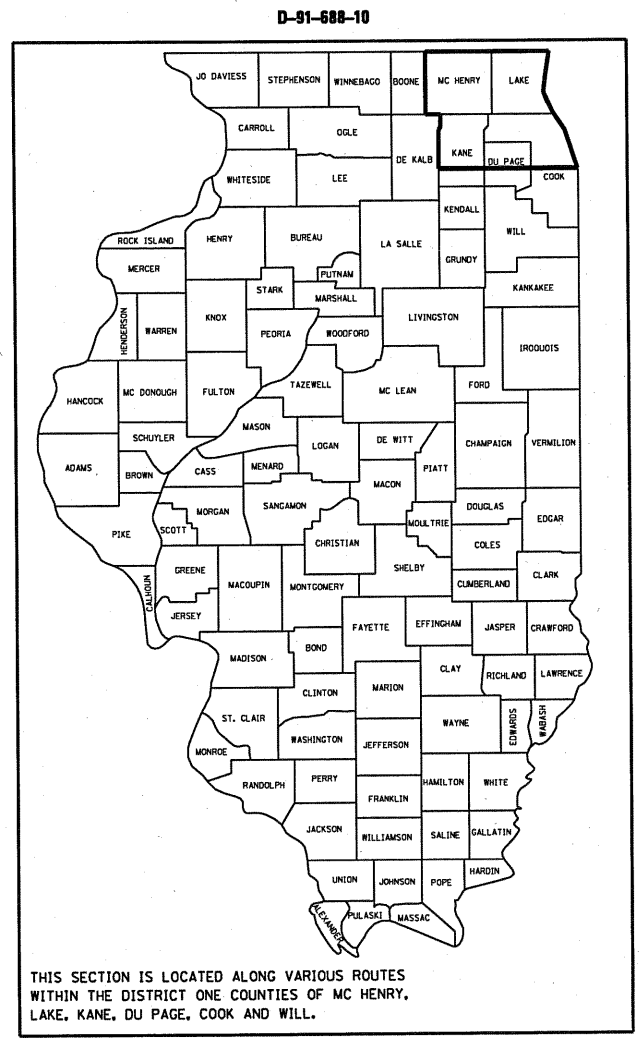 D-91-688-10
JO DAVIESS STEPHENSON WINNEBAGO BOONE MC HENRY LAKE
CARROLL OGLE DE KALB KANE DU PAGE COOK
WHITESIDE LEE
KENDALL WILL
ROCK ISLAND HENRY BUREAU LA SALLE GRUNDY
MERCER PUTNAM KANKAKEE
STARK MARSHALL
HENDERSON WARREN KNOX PEORIA WOODFORD LIVINGSTON IROQUOIS
HANCOCK MC DONOUGH FULTON TAZEWELL MC LEAN FORD
MASON
SCHUYLER LOGAN DE WITT CHAMPAIGN VERMILION
ADAMS BROWN CASS MENARD PIATT
MACON
MORGAN SANGAMON DOUGLAS
PIKE SCOTT MOULTRIE EDGAR
CHRISTIAN COLES
CALHOUN GREENE MACOUPIN MONTGOMERY SHELBY CUMBERLAND CLARK
JERSEY FAYETTE EFFINGHAM JASPER CRAWFORD
MADISON BOND
CLAY RICHLAND LAWRENCE
CLINTON MARION
ST. CLAIR WAYNE EDWARDS WABASH
MONROE WASHINGTON JEFFERSON
RANDOLPH PERRY HAMILTON WHITE
FRANKLIN
JACKSON WILLIAMSON SALINE GALLATIN
UNION JOHNSON POPE HARDIN
ALEXANDER PULASKI MASSAC
THIS SECTION IS LOCATED ALONG VARIOUS ROUTES
WITHIN THE DISTRICT ONE COUNTIES OF MC HENRY,
LAKE, KANE, DU PAGE, COOK AND WILL.